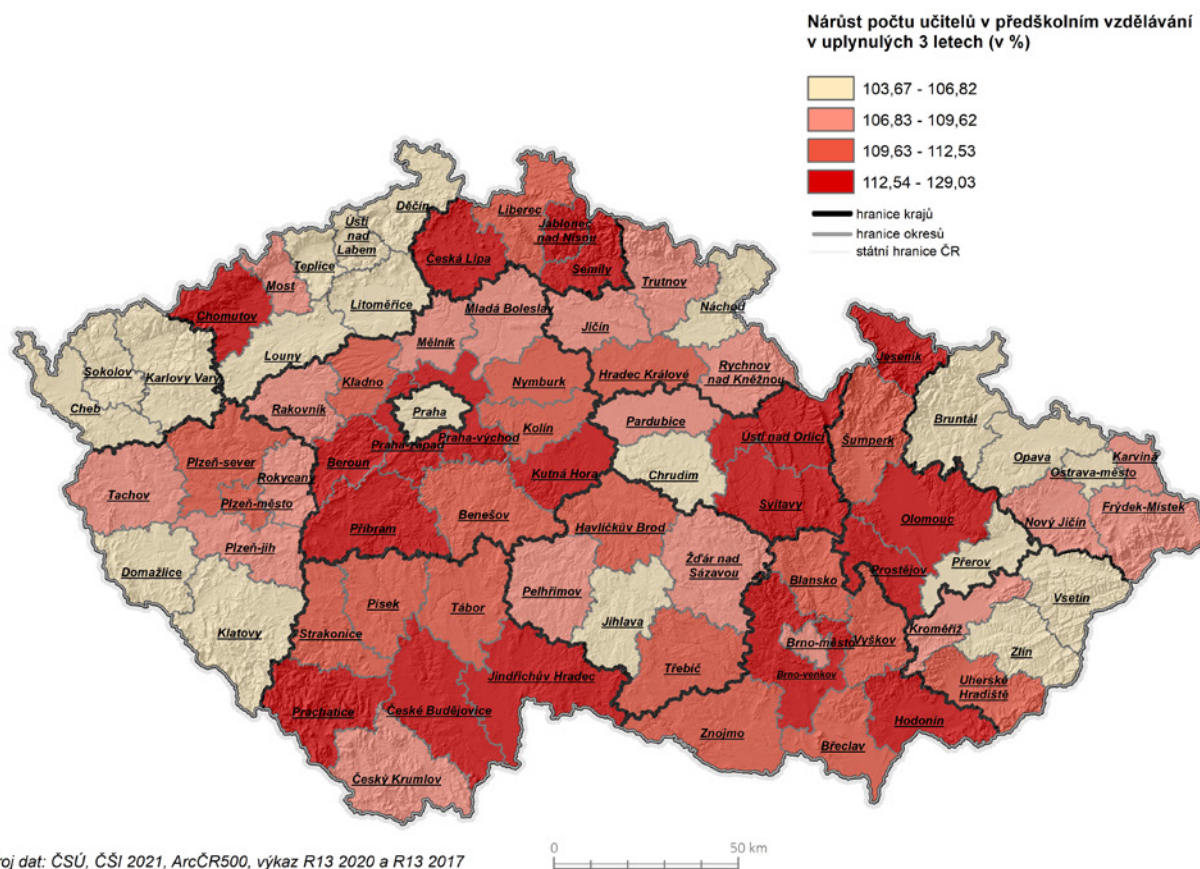 Nárůst počtu učitelů v předškolním vzdělávání
v uplynulých 3 letech (v %)
103,67 - 106,82
106,83 - 109,62
109,63 - 112,53
112,54 - 129,03
hranice krajů
hranice okresů
státní hranice ČR
Děčín
Ústí
nad
Labem
Liberec
Jablonec
nad Nisou
Česká Lípa
Semily
Teplice
Most
Trutnov
Litoměřice
Náchod
Chomutov
Mladá Boleslav
Jičín
Mělník
Louny
Jeseník
Sokolov
Karlovy Vary
Kladno
Nymburk
Hradec Králové
Rychnov
nad Kněžnou
Cheb
Rakovník
Praha
Pardubice
Bruntál
Kolín
Praha-východ
Praha-západ
Ústí nad Orlicí
Šumperk
Opava
Karviná
Ostrava-město
Plzeň-sever
Beroun
Rokycany
Kutná Hora
Chrudim
Tachov
Plzeň-město
Svitavy
Olomouc
Nový Jičín
Frýdek-Místek
Příbram
Benešov
Havlíčkův Brod
Plzeň-jih
Domažlice
Žďár nad
Sázavou
Přerov
Prostějov
Blansko
Vsetín
Pelhřimov
Písek
Tábor
Klatovy
Strakonice
Jihlava
Kroměříž
Brno-město
Vyškov
Zlín
Třebíč
Brno-venkov
Jindřichův Hradec
Uherské
Hradiště
Prachatice
České Budějovice
Hodonín
Znojmo
Břeclav
Český Krumlov
roj dat: ČSÚ, ČŠI 2021, ArcČR500, výkaz R13 2020 a R13 2017
0 50 km